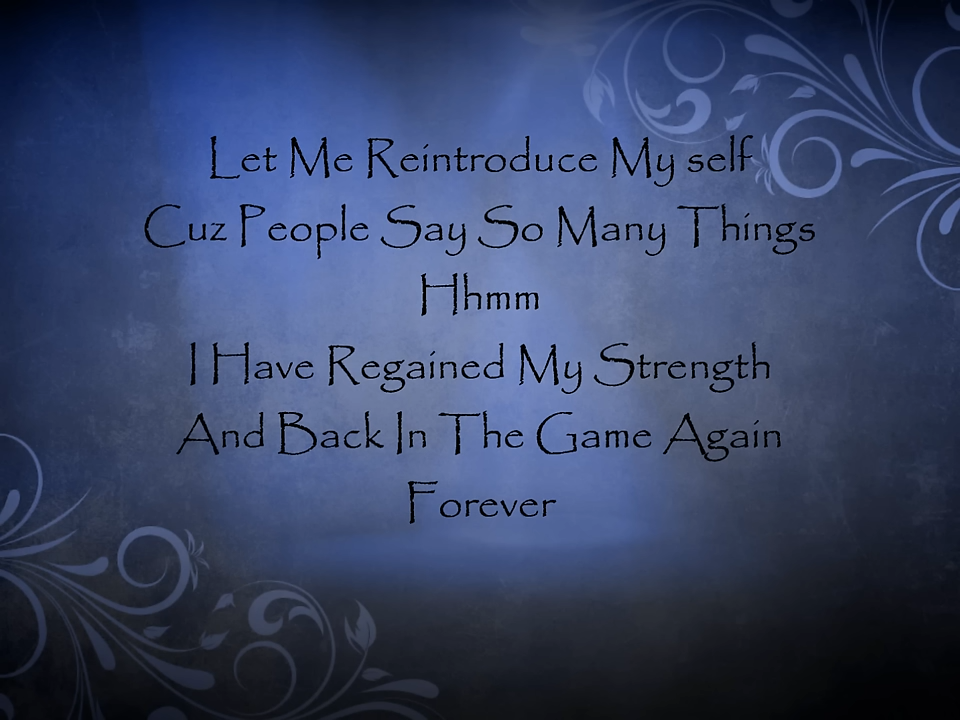 Let Me Reintroduce My self
Cuz People Say So Many Things
Hhmm
I Have Regained My Strength
And Back In The Game Again
Forever